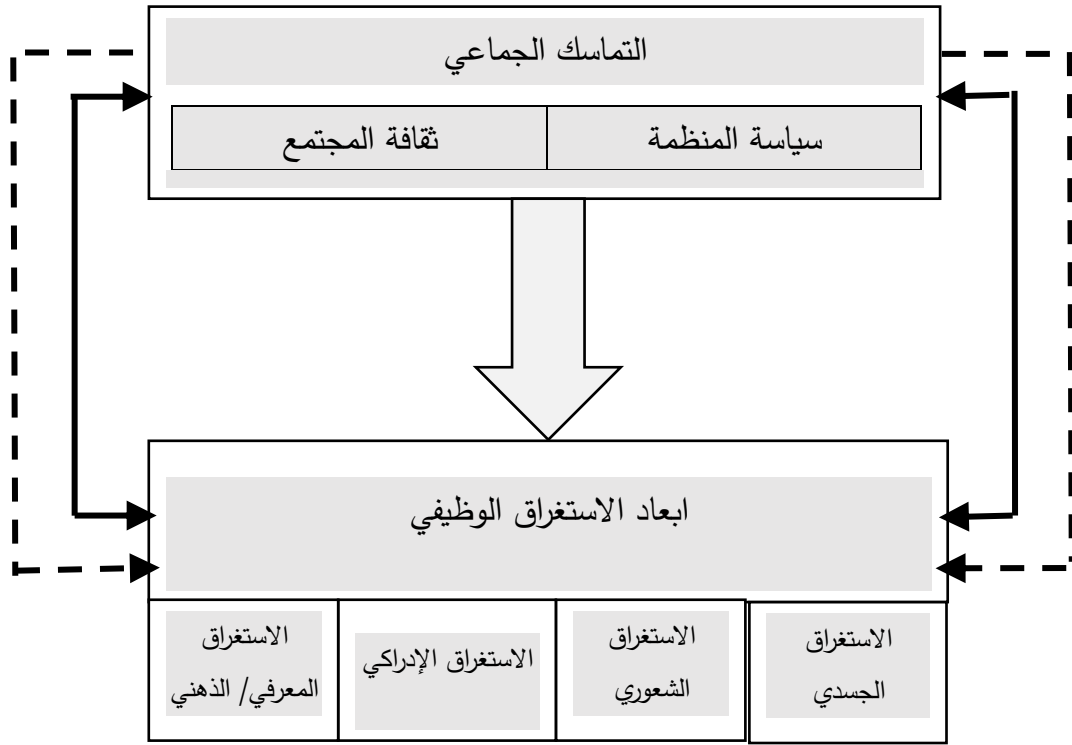 التماسك الجماعي
سياسة المنظمة
ثقافة المجتمع
ابعاد الاستغراق الوظيفي
الاستغراق
الجسدي
الاستغراق
الشعوري
الاستغراق الإدراكي
الاستغراق
المعرفي/ الذهني